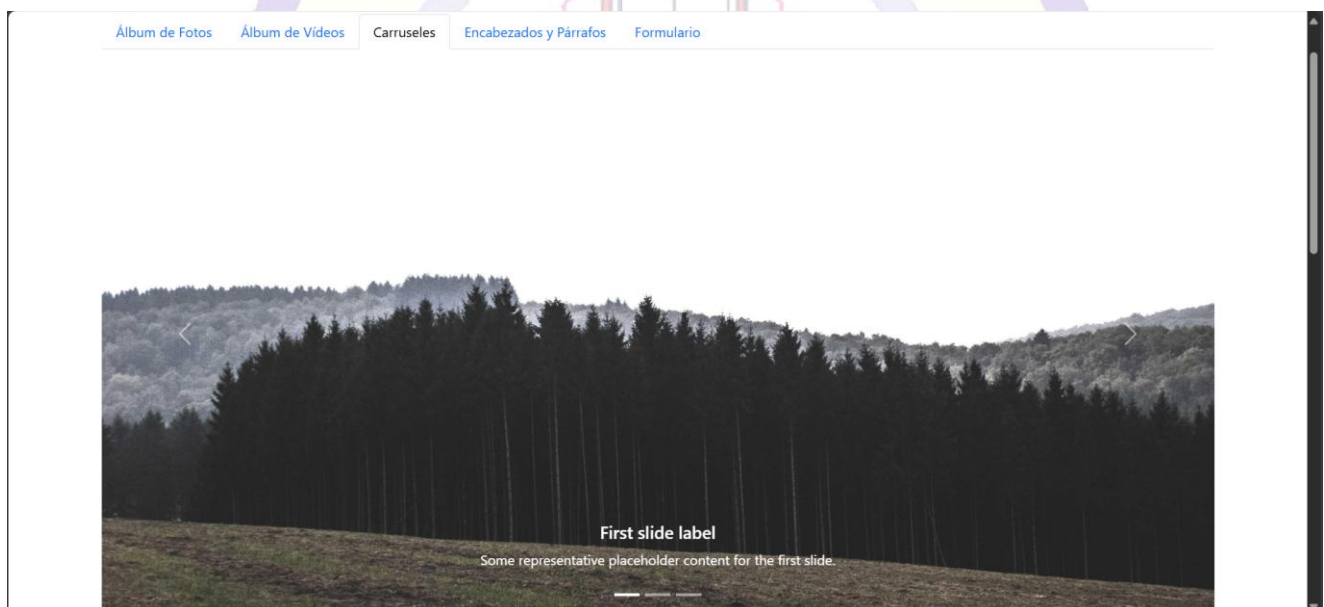 Álbum de Fotos Álbum de Vídeos Carruseles Encabezados y Párrafos Formulario
First slide label
Some representative placeholder content for the first slide.